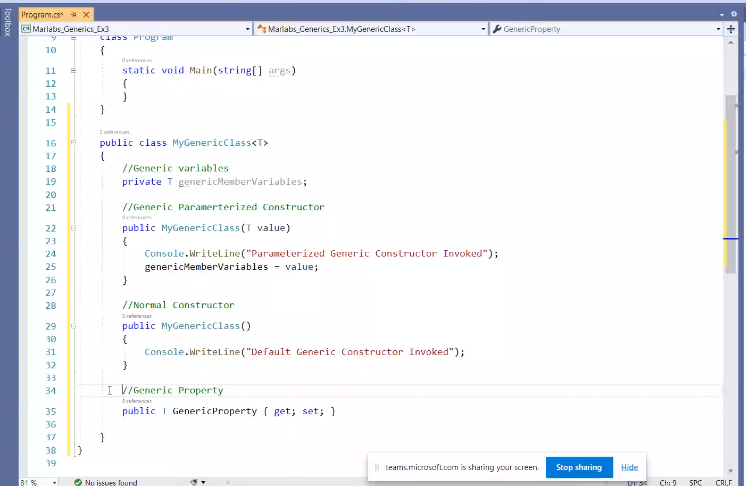 Toolbox
Program.cs*
Marlabs_Generics_Ex3
Marlabs_Generics_Ex3.MyGenericClass<T>
GenericProperty
9 class Program
10 {
0 references
11 static void Main(string[] args)
12 {
13 }
14 }
15
16 public class MyGenericClass<T>
17 {
18 //Generic variables
19 private T genericMemberVariables;
20
21 //Generic Paramerterized Constructor
0 references
22 public MyGenericClass(T value)
23 {
24 Console.WriteLine("Parameterized Generic Constructor Invoked");
25 genericMemberVariables = value;
26 }
27
28 //Normal Constructor
0 references
29 public MyGenericClass()
30 {
31 Console.WriteLine("Default Generic Constructor Invoked");
32 }
33
34 //Generic Property
0 references
35 public T GenericProperty { get; set; }
36
37 }
38 }
39
teams.microsoft.com is sharing your screen.
Stop sharing
Hide
81 %
No issues found
Ch: 9
SPC
CRLF